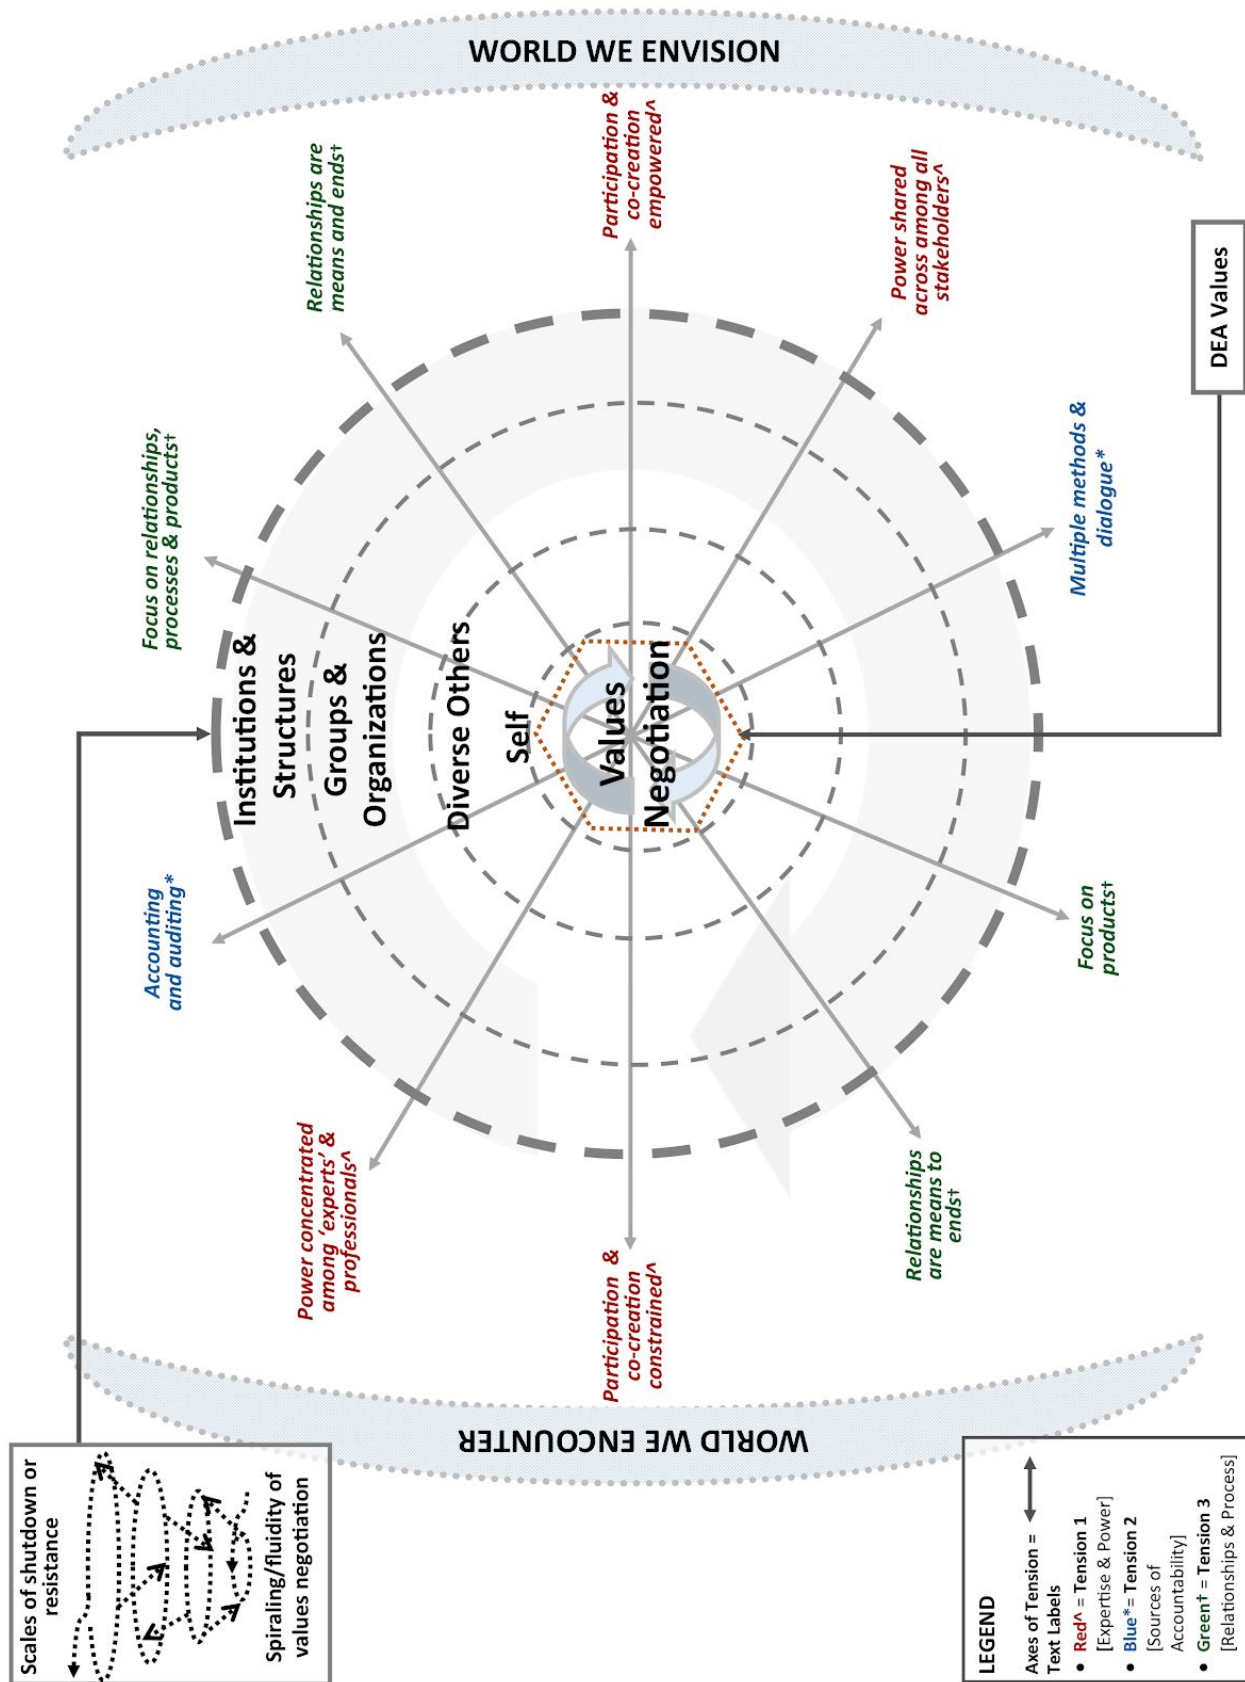 Scales of shutdown or
resistance
Spiraling/fluidity of
values negotiation
WORLD WE ENCOUNTER
WORLD WE ENVISION
Power concentrated
among ‘experts’ &
professionals^
Accounting
and auditing*
Focus on relationships,
processes & products†
Relationships are
means and ends†
Participation &
co-creation
constrained^
Participation &
co-creation
empowered^
Institutions &
Structures
Groups &
Organizations
Diverse Others
Self
Values
Negotiation
Relationships
are means to
ends†
Focus on
products†
Multiple methods &
dialogue*
Power shared
across among all
stakeholders^
DEA Values
LEGEND
Axes of Tension =
Text Labels
• Red^ = Tension 1
[Expertise & Power]
• Blue* = Tension 2
[Sources of
Accountability]
• Green† = Tension 3
[Relationships & Process]